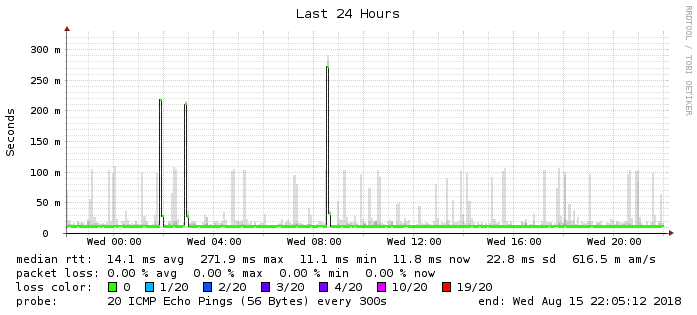 Last 24 Hours
RRDTOOL / TOBI OETIKER
Seconds
300 m
250 m
200 m
150 m
100 m
50 m
0
Wed 00:00 Wed 04:00 Wed 08:00 Wed 12:00 Wed 16:00 Wed 20:00
median rtt: 14.1 ms avg 271.9 ms max 11.1 ms min 11.8 ms now 22.8 ms sd 616.5 m am/s
packet loss: 0.00 % avg 0.00 % max 0.00 % min 0.00 % now
loss color: 0 1/20 2/20 3/20 4/20 10/20 19/20
probe: 20 ICMP Echo Pings (56 Bytes) every 300s end: Wed Aug 15 22:05:12 2018